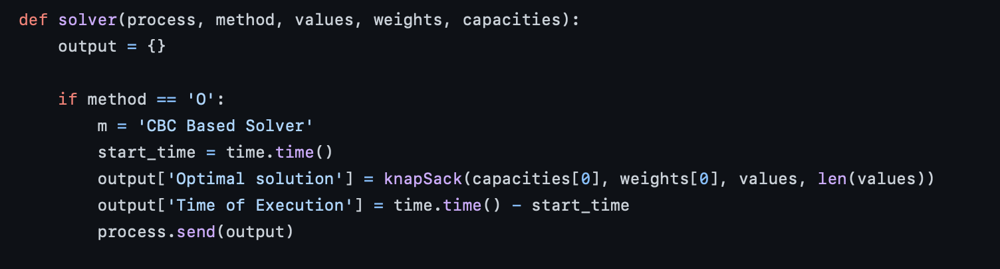 def solver(process, method, values, weights, capacities):
    output = {}

    if method == 'O':
        m = 'CBC Based Solver'
        start_time = time.time()
        output['Optimal solution'] = knapSack(capacities[0], weights[0], values, len(values))
        output['Time of Execution'] = time.time() - start_time
        process.send(output)